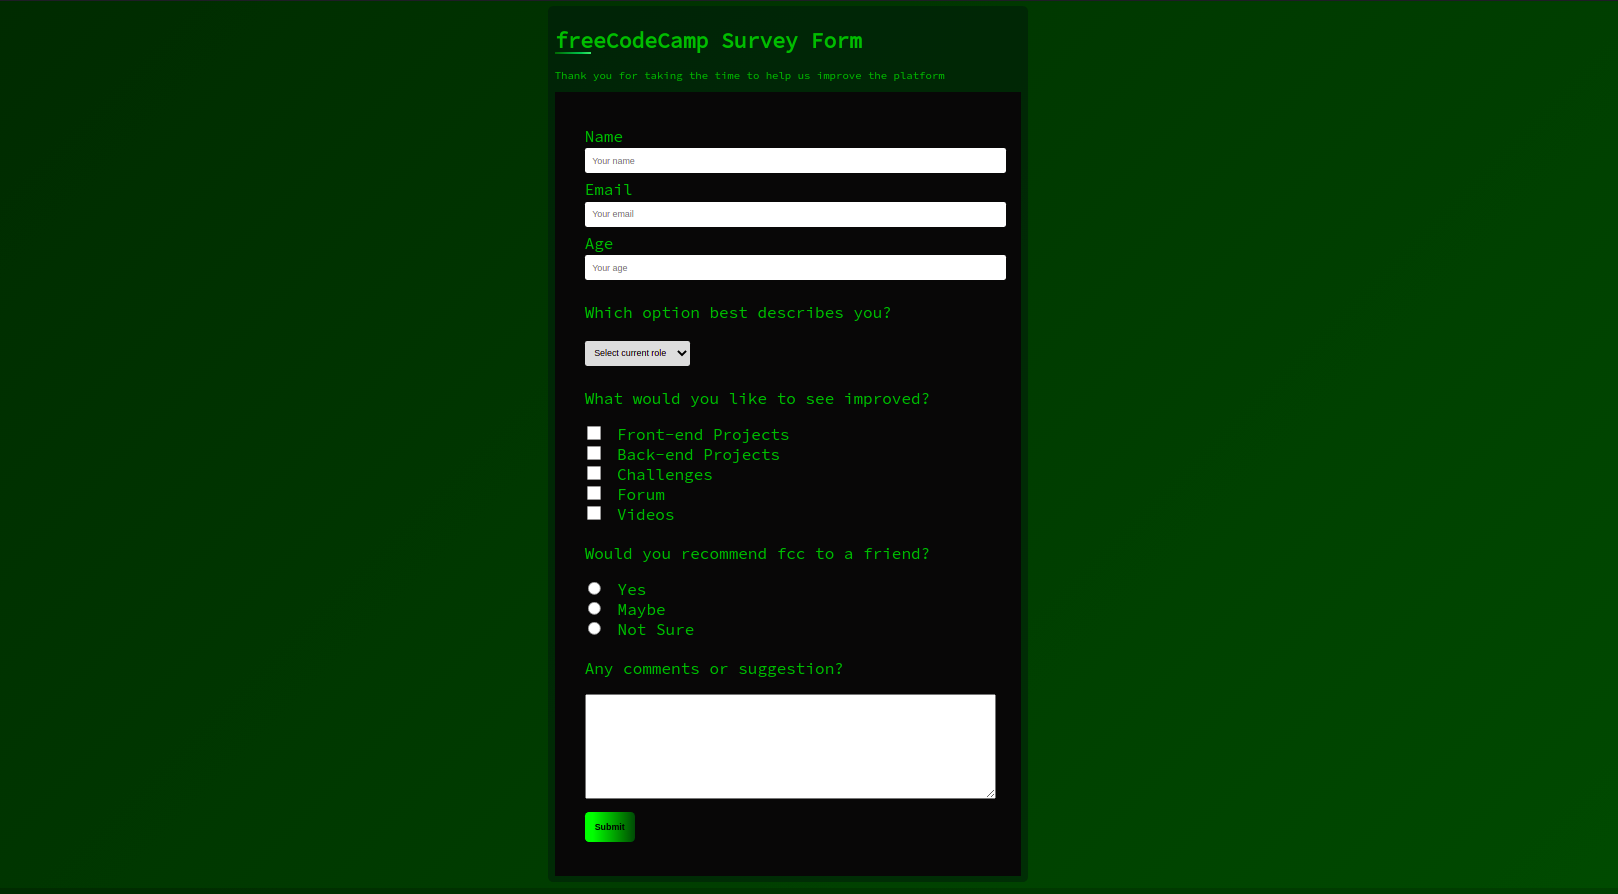 freeCodeCamp Survey Form
Thank you for taking the time to help us improve the platform
Name
Your name
Email
Your email
Age
Your age
Which option best describes you?
Select current role
What would you like to see improved?
Front-end Projects
Back-end Projects
Challenges
Forum
Videos
Would you recommend fcc to a friend?
Yes
Maybe
Not Sure
Any comments or suggestion?
Submit